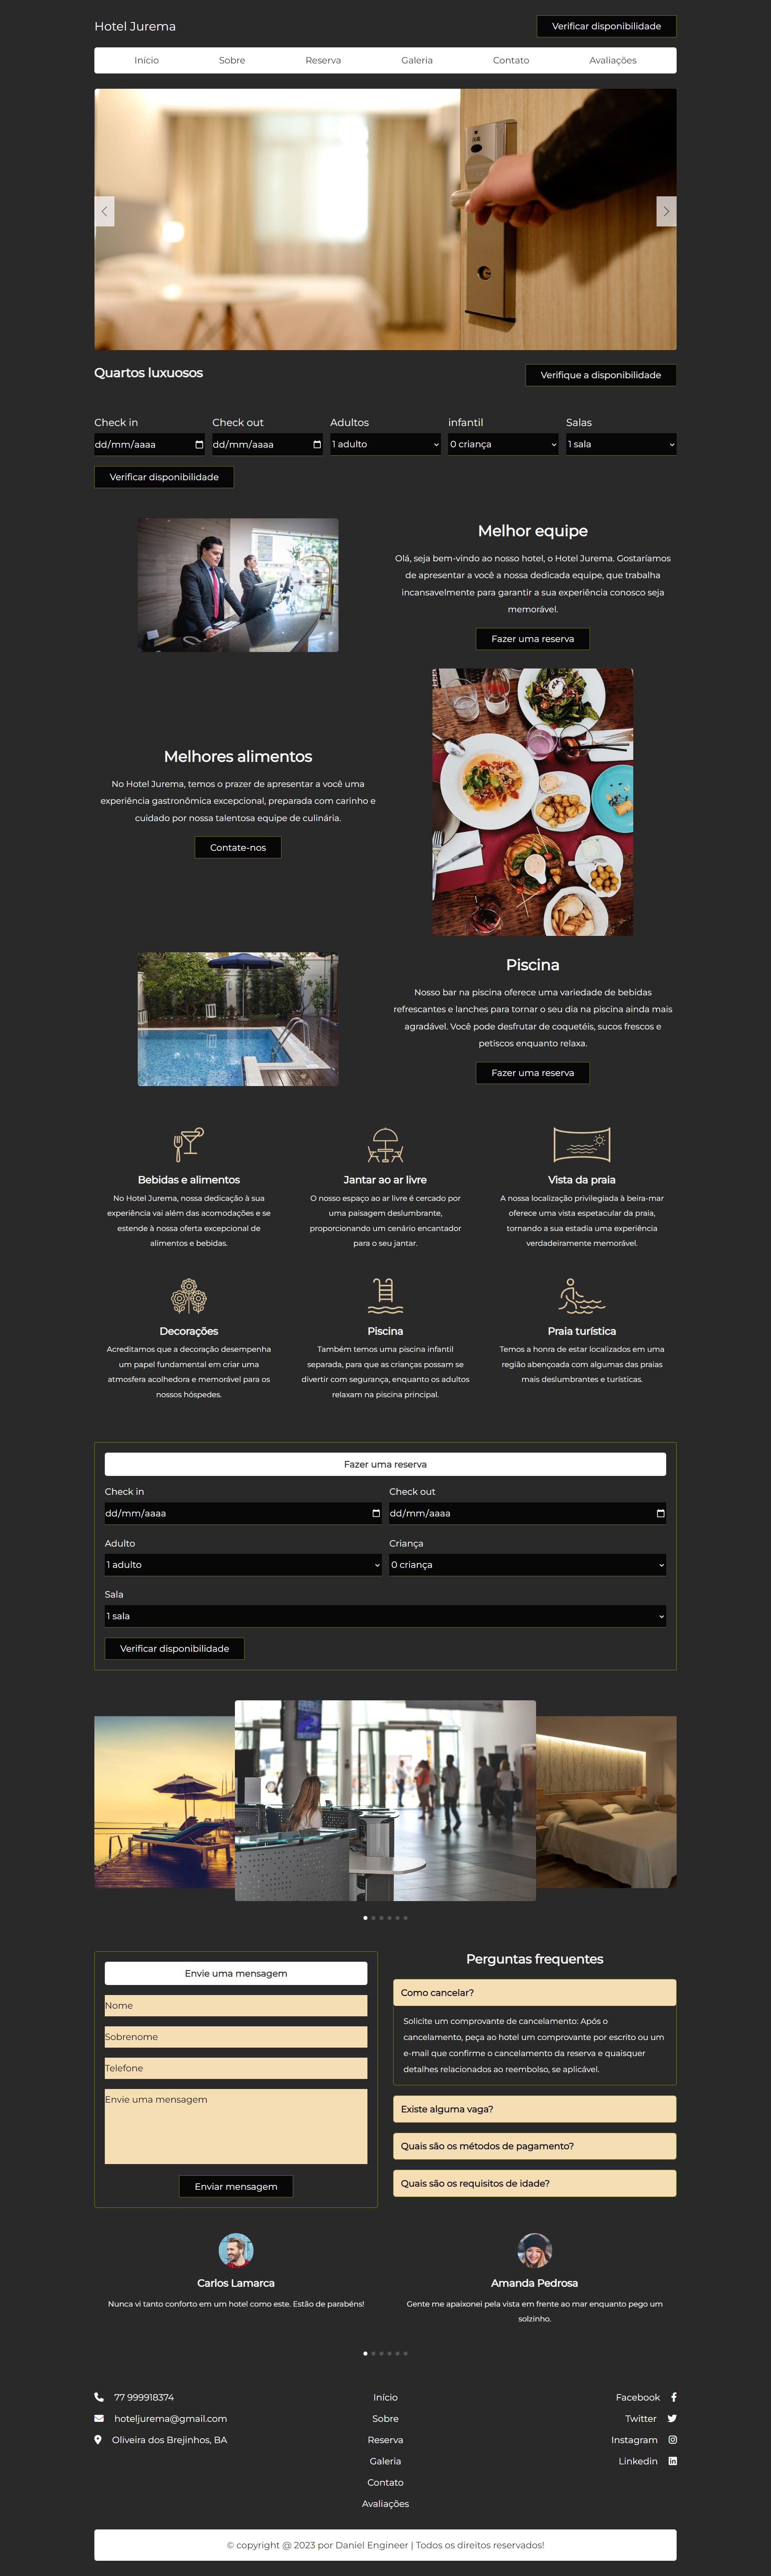 Hotel Jurema
Verificar disponibilidade
Início Sobre Reserva Galeria Contato Avaliações
Quartos luxuosos
Verifique a disponibilidade
Check in Check out Adultos infantil Salas
dd/mm/aaaa dd/mm/aaaa 1 adulto 0 criança 1 sala
Verificar disponibilidade
Melhor equipe
Olá, seja bem-vindo ao nosso hotel, o Hotel Jurema. Gostaríamos
de apresentar a você a nossa dedicada equipe, que trabalha
incansavelmente para garantir a sua experiência conosco seja
memorável.
Fazer uma reserva
Melhores alimentos
No Hotel Jurema, temos o prazer de apresentar a você uma
experiência gastronômica excepcional, preparada com carinho e
cuidado por nossa talentosa equipe de culinária.
Contate-nos
Piscina
Nosso bar na piscina oferece uma variedade de bebidas
refrescantes e lanches para tornar o seu dia na piscina ainda mais
agradável. Você pode desfrutar de coquetéis, sucos frescos e
petiscos enquanto relaxa.
Fazer uma reserva
Bebidas e alimentos
No Hotel Jurema, nossa dedicação à sua
experiência vai além das acomodações e se
estende à nossa oferta excepcional de
alimentos e bebidas.
Jantar ao ar livre
O nosso espaço ao ar livre é cercado por
uma paisagem deslumbrante,
proporcionando um cenário encantador
para o seu jantar.
Vista da praia
A nossa localização privilegiada à beira-mar
oferece uma vista espetacular da praia,
tornando a sua estadia uma experiência
verdadeiramente memorável.
Decorações
Acreditamos que a decoração desempenha
um papel fundamental em criar uma
atmosfera acolhedora e memorável para os
nossos hóspedes.
Piscina
Também temos uma piscina infantil
separada, para que as crianças possam se
divertir com segurança, enquanto os adultos
relaxam na piscina principal.
Praia turística
Temos a honra de estar localizados em uma
região abençoada com algumas das praias
mais deslumbrantes e turísticas.
Fazer uma reserva
Check in Check out
dd/mm/aaaa dd/mm/aaaa
Adulto Criança
1 adulto 0 criança
Sala
1 sala
Verificar disponibilidade
Envie uma mensagem
Nome
Sobrenome
Telefone
Envie uma mensagem
Enviar mensagem
Perguntas frequentes
Como cancelar?
Solicite um comprovante de cancelamento: Após o
cancelamento, peça ao hotel um comprovante por escrito ou um
e-mail que confirme o cancelamento da reserva e quaisquer
detalhes relacionados ao reembolso, se aplicável.
Existe alguma vaga?
Quais são os métodos de pagamento?
Quais são os requisitos de idade?
Carlos Lamarca
Nunca vi tanto conforto em um hotel como este. Estão de parabéns!
Amanda Pedrosa
Gente me apaixonei pela vista em frente ao mar enquanto pego um
solzinho.
77 999918374
hoteljurema@gmail.com
Oliveira dos Brejinhos, BA
Início
Sobre
Reserva
Galeria
Contato
Avaliações
Facebook
Twitter
Instagram
Linkedin
© copyright @ 2023 por Daniel Engineer | Todos os direitos reservados!